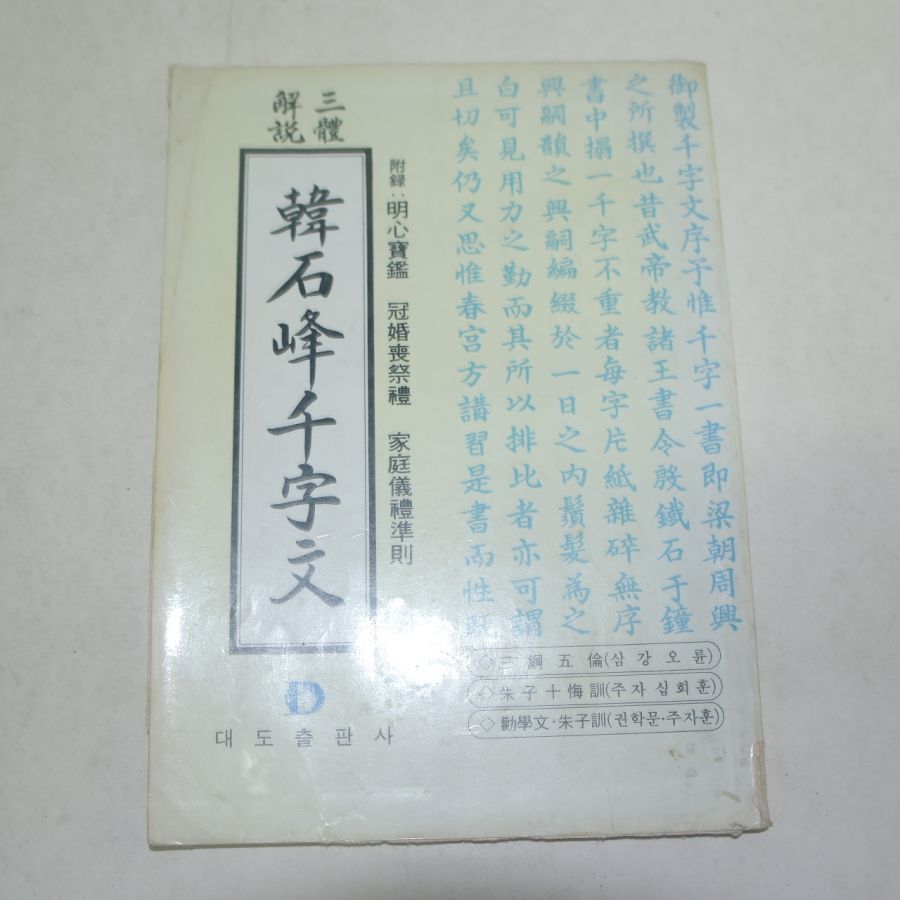 三體
解説
韓石峰千字文
附録:明心寶鑑 冠婚喪祭禮 家庭儀禮準則
御製千字文序予惟千字一書即梁朝周興
之所撰也昔武帝教諸王書令殷鐵石于鐘
書中搨一千字不重者每字片紙雜碎無序
興嗣韻之興嗣編綴於一日之内鬚髮為之
白可見用力之勤而其所以排比者亦可謂
且切矣仍又思惟春宮方講習是書而性
◇三綱五倫(삼강오륜)
◇朱子十悔訓(주자십회훈)
◇勸學文·朱子訓(권학문·주자훈)
D
대도출판사